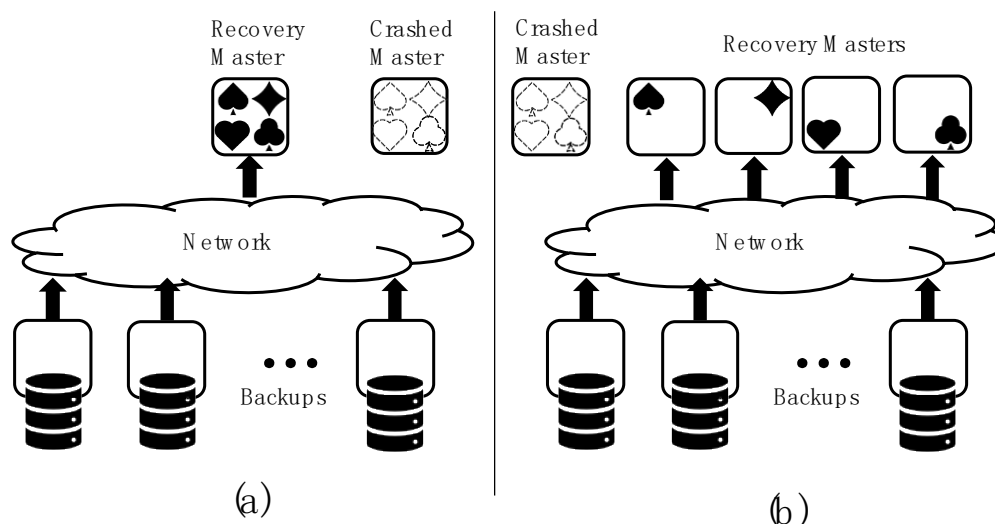 Recovery
Master
Crashed
Master
Network
Backups
(a)
Crashed
Master
Recovery Masters
Network
Backups
(b)